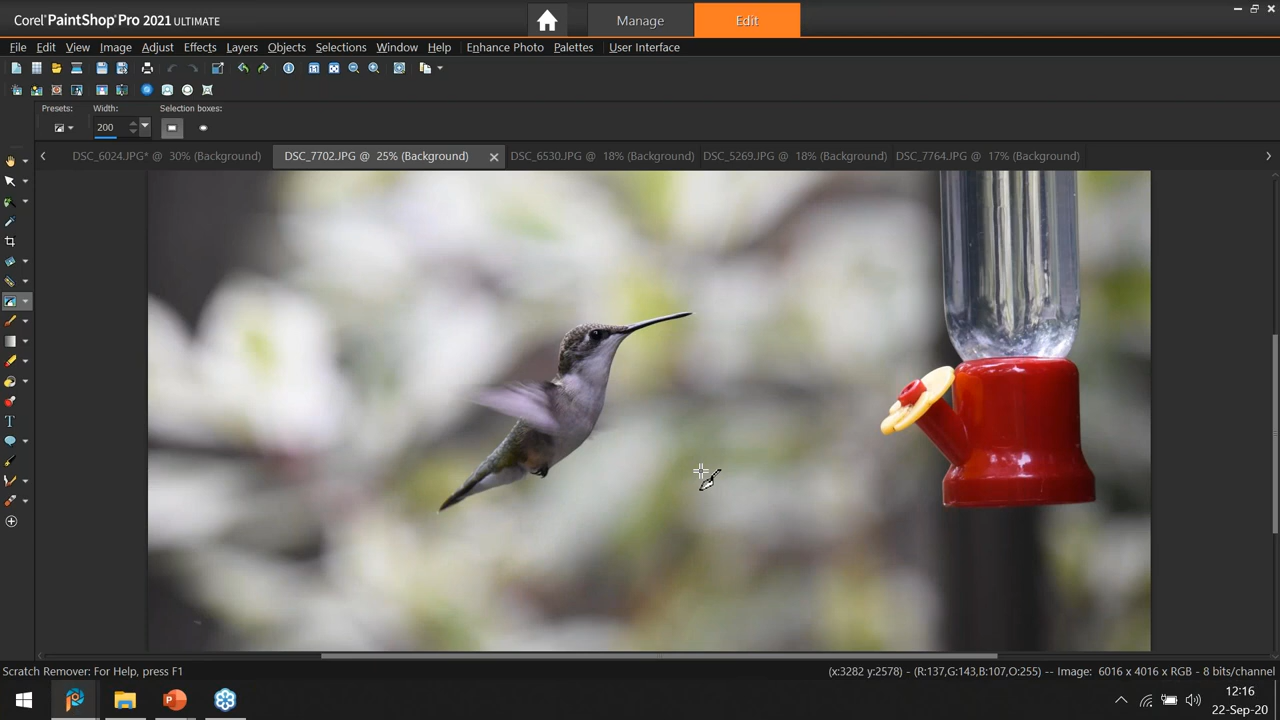 Corel® PaintShop® Pro 2021 ULTIMATE
Manage
Edit
File Edit View Image Adjust Effects Layers Objects Selections Window Help Enhance Photo Palettes User Interface
Presets: Width: Selection boxes:
200
DSC_6024.JPG* @ 30% (Background) DSC_7702.JPG @ 25% (Background) DSC_6530.JPG @ 18% (Background) DSC_5269.JPG @ 18% (Background) DSC_7764.JPG @ 17% (Background)
Scratch Remover: For Help, press F1
(x:3282 y:2578) - (R:137,G:143,B:107,O:255) -- Image: 6016 x 4016 x RGB - 8 bits/channel
12:16
22-Sep-20